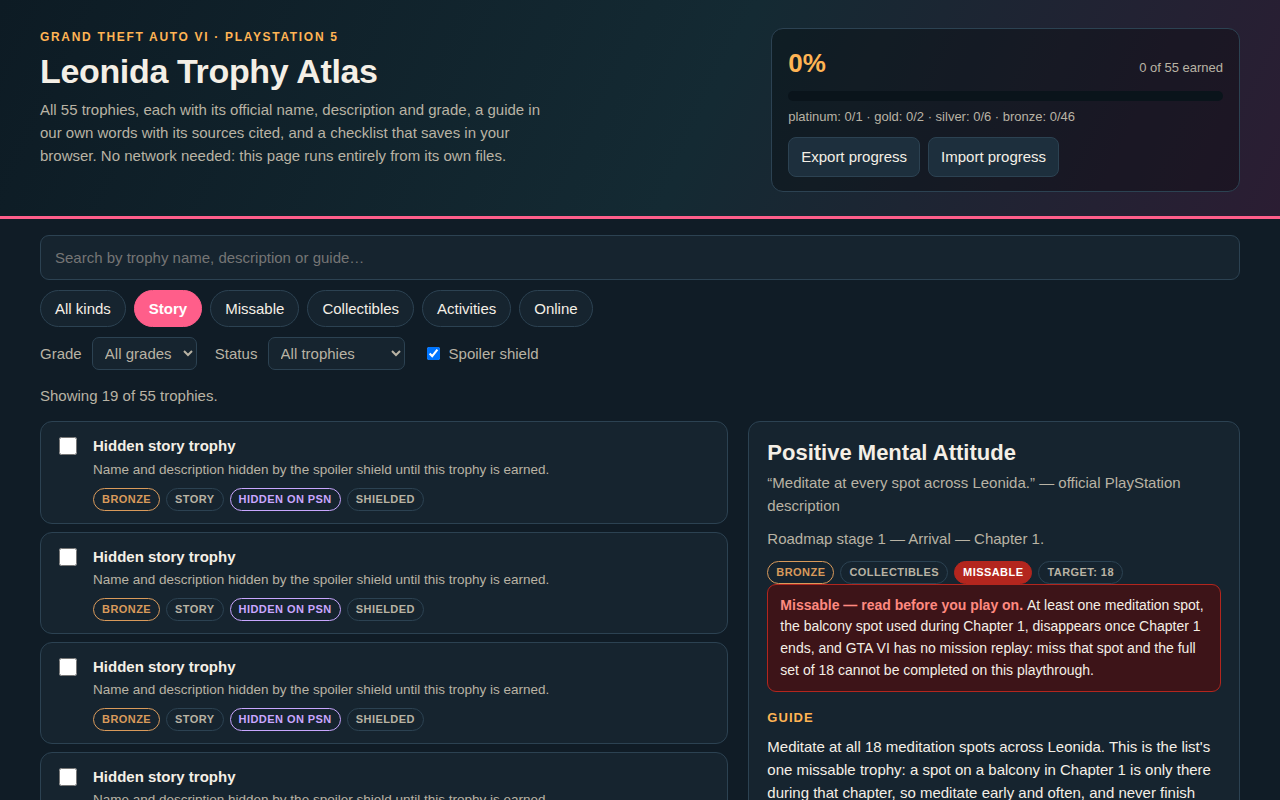 GRAND THEFT AUTO VI · PLAYSTATION 5
Leonida Trophy Atlas
All 55 trophies, each with its official name, description and grade, a guide in
our own words with its sources cited, and a checklist that saves in your
browser. No network needed: this page runs entirely from its own files.
0%
0 of 55 earned
platinum: 0/1 · gold: 0/2 · silver: 0/6 · bronze: 0/46
Export progress
Import progress
Search by trophy name, description or guide…
All kinds
Story
Missable
Collectibles
Activities
Online
Grade
All grades
Status
All trophies
Spoiler shield
Showing 19 of 55 trophies.
Hidden story trophy
Name and description hidden by the spoiler shield until this trophy is earned.
BRONZE
STORY
HIDDEN ON PSN
SHIELDED
Hidden story trophy
Name and description hidden by the spoiler shield until this trophy is earned.
BRONZE
STORY
HIDDEN ON PSN
SHIELDED
Hidden story trophy
Name and description hidden by the spoiler shield until this trophy is earned.
BRONZE
STORY
HIDDEN ON PSN
SHIELDED
Hidden story trophy
Name and description hidden by the spoiler shield until this trophy is earned.
Positive Mental Attitude
“Meditate at every spot across Leonida.” — official PlayStation
description
Roadmap stage 1 — Arrival — Chapter 1.
BRONZE
COLLECTIBLES
MISSABLE
TARGET: 18
Missable — read before you play on. At least one meditation spot,
the balcony spot used during Chapter 1, disappears once Chapter 1
ends, and GTA VI has no mission replay: miss that spot and the full
set of 18 cannot be completed on this playthrough.
GUIDE
Meditate at all 18 meditation spots across Leonida. This is the list's
one missable trophy: a spot on a balcony in Chapter 1 is only there
during that chapter, so meditate early and often, and never finish